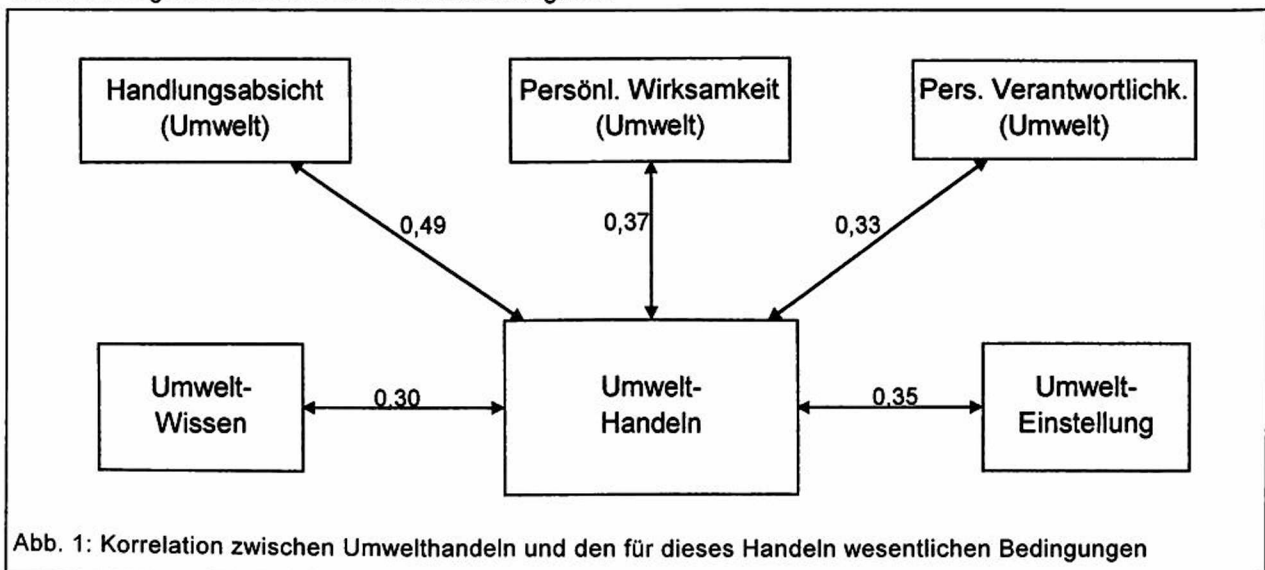 Handlungsabsicht
(Umwelt)
Persönl. Wirksamkeit
(Umwelt)
Pers. Verantwortlichk.
(Umwelt)
0,49
0,37
0,33
Umwelt-
Wissen
0,30
Umwelt-
Handeln
0,35
Umwelt-
Einstellung
Abb. 1: Korrelation zwischen Umwelthandeln und den für dieses Handeln wesentlichen Bedingungen